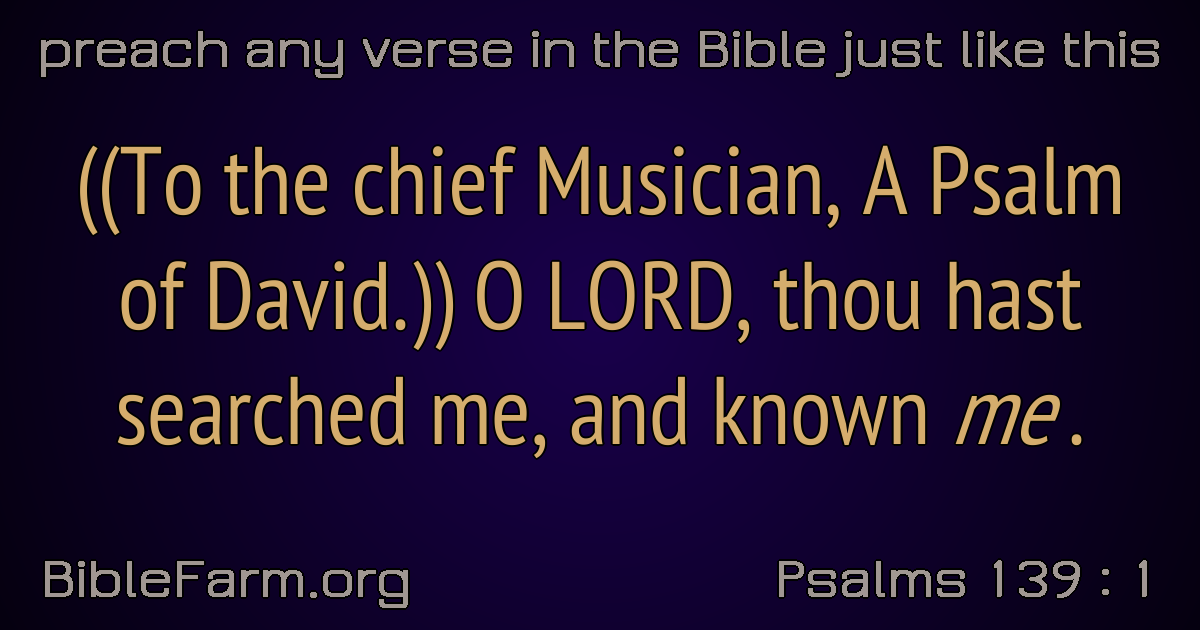 preach any verse in the Bible just like this
((To the chief Musician, A Psalm
of David.)) O LORD, thou hast
searched me, and known me .
BibleFarm.org
Psalms 139 : 1